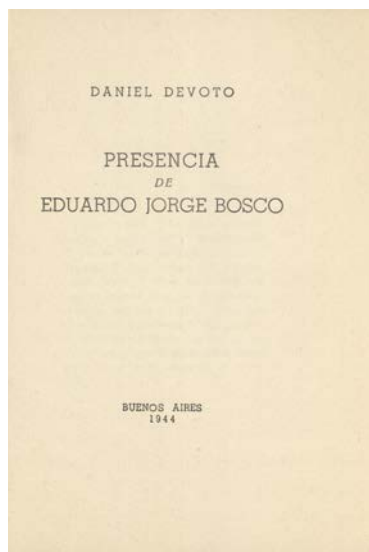 DANIEL DEVOTO
PRESENCIA
DE
EDUARDO JORGE BOSCO
BUENOS AIRES
1944